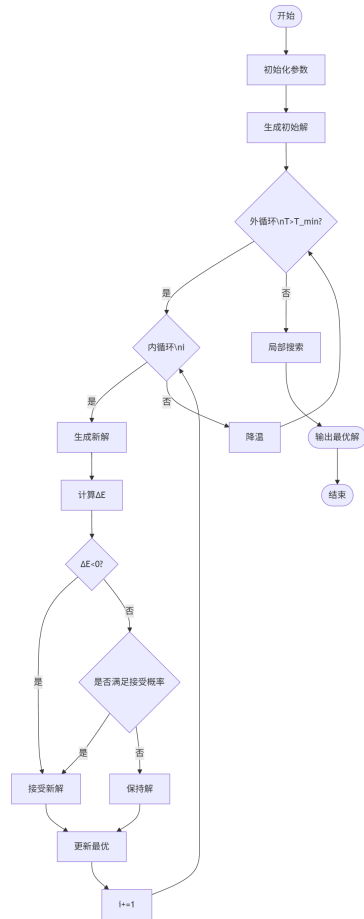 开始
初始化参数
生成初始解
外循环\nT>T_min?
是
否
内循环\ni
局部搜索
是
否
生成新解
降温
输出最优解
计算ΔE
结束
ΔE<0?
否
是
是否满足接受概率
是
否
接受新解
保持解
更新最优
i+=1